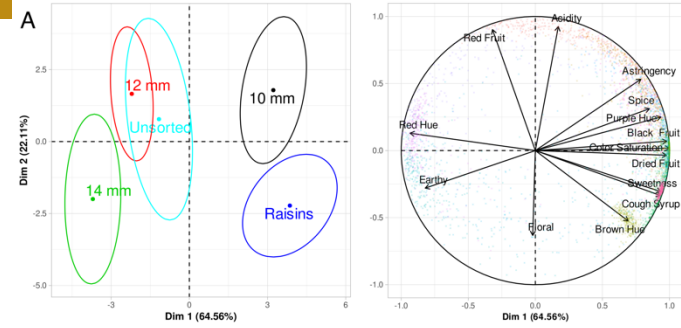 A
12 mm
Unsorted
10 mm
14 mm
Raisins
2.5
0.0
-2.5
-5.0
-3
0
3
6
Dim 1 (64.56%)
Dim 2 (22.11%)
Red Fruit
Acidity
Astringency
Spice
Purple Hue
Black Fruit
Color Saturation
Dried Fruit
Sweetness
Cough Syrup
Brown Hue
Floral
Earthy
Red Hue
1.0
0.5
0.0
-0.5
-1.0
-1.0
-0.5
0.0
0.5
1.0
Dim 1 (64.56%)